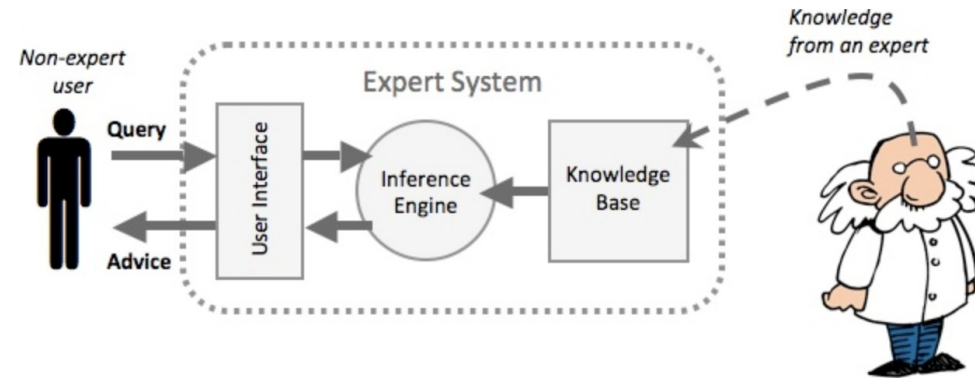 Knowledge
from an expert
Non-expert
user
Expert System
Query
User Interface
Inference
Engine
Knowledge
Base
Advice